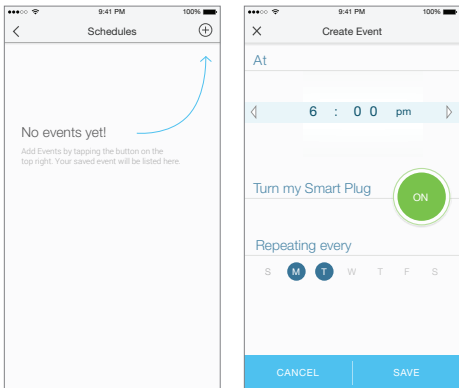 9:41 PM 100%
Schedules
No events yet!
Add Events by tapping the button on the
top right. Your saved event will be listed here.
9:41 PM 100%
Create Event
At
6 : 0 0 pm
Turn my Smart Plug
ON
Repeating every
S M T W T F S
CANCEL SAVE